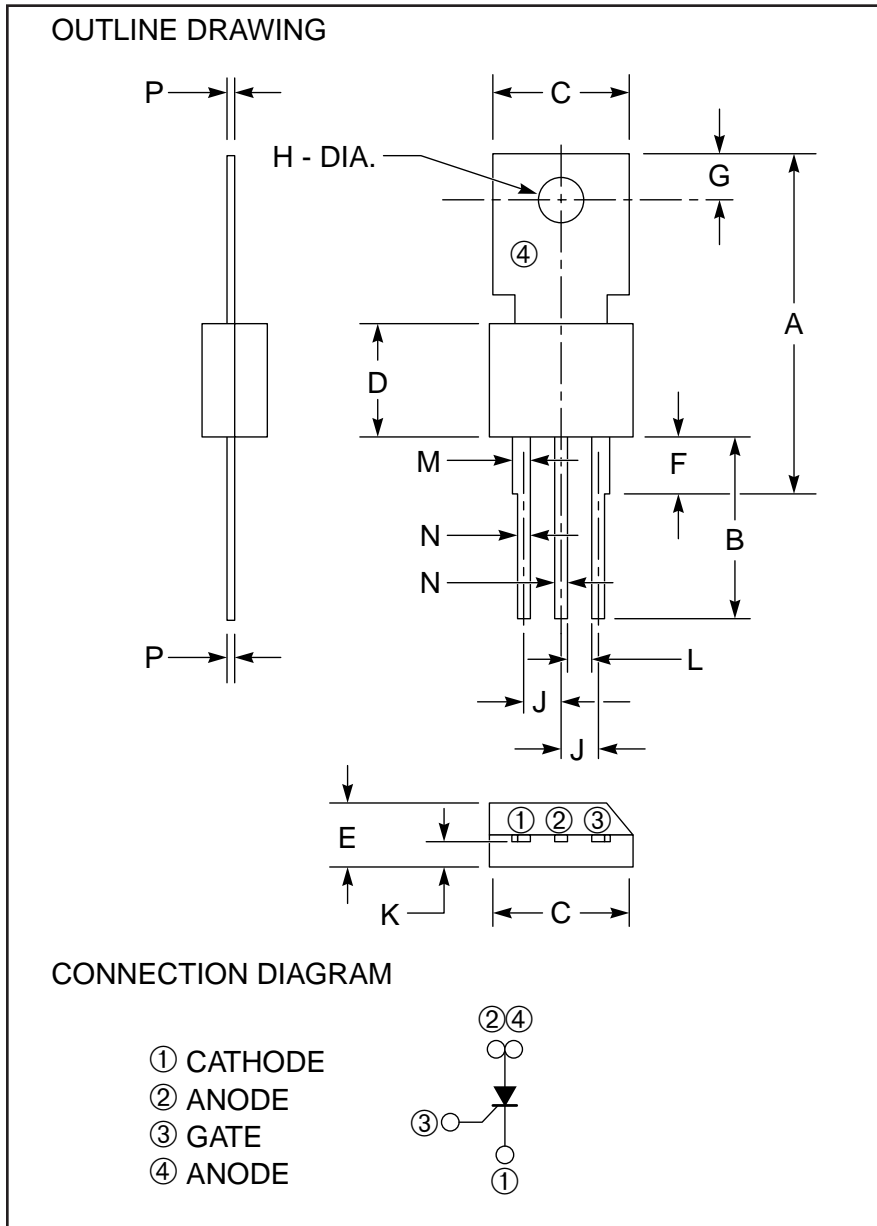 OUTLINE DRAWING
P
C
H - DIA.
G
④
A
D
M
F
N
B
N
P
L
J
J
① ② ③
E
K
C
CONNECTION DIAGRAM
②④
① CATHODE
② ANODE
③ GATE
③
④ ANODE
①